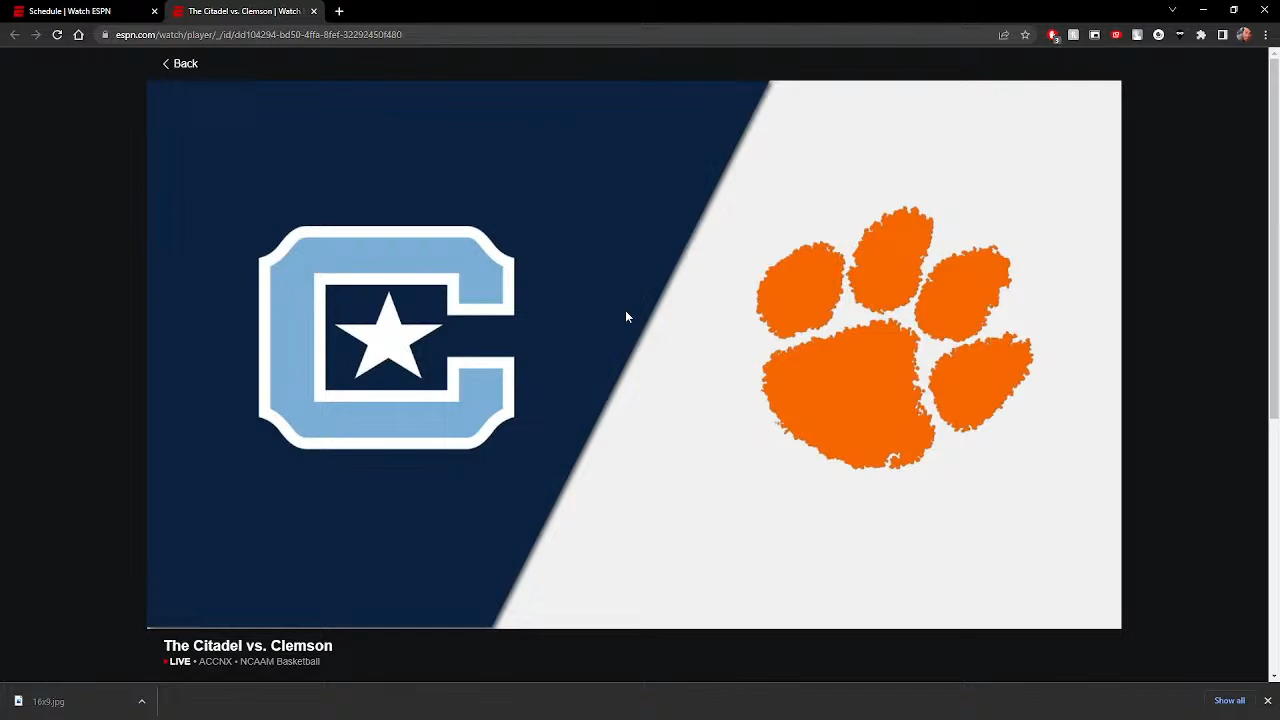 Schedule | Watch ESPN
The Citadel vs. Clemson | Watch
espn.com/watch/player/_/id/dd104294-bd50-4ffa-8fef-32292450f480
3
Back
C
The Citadel vs. Clemson
LIVE • ACCNX • NCAAM Basketball
16x9.jpg
Show all